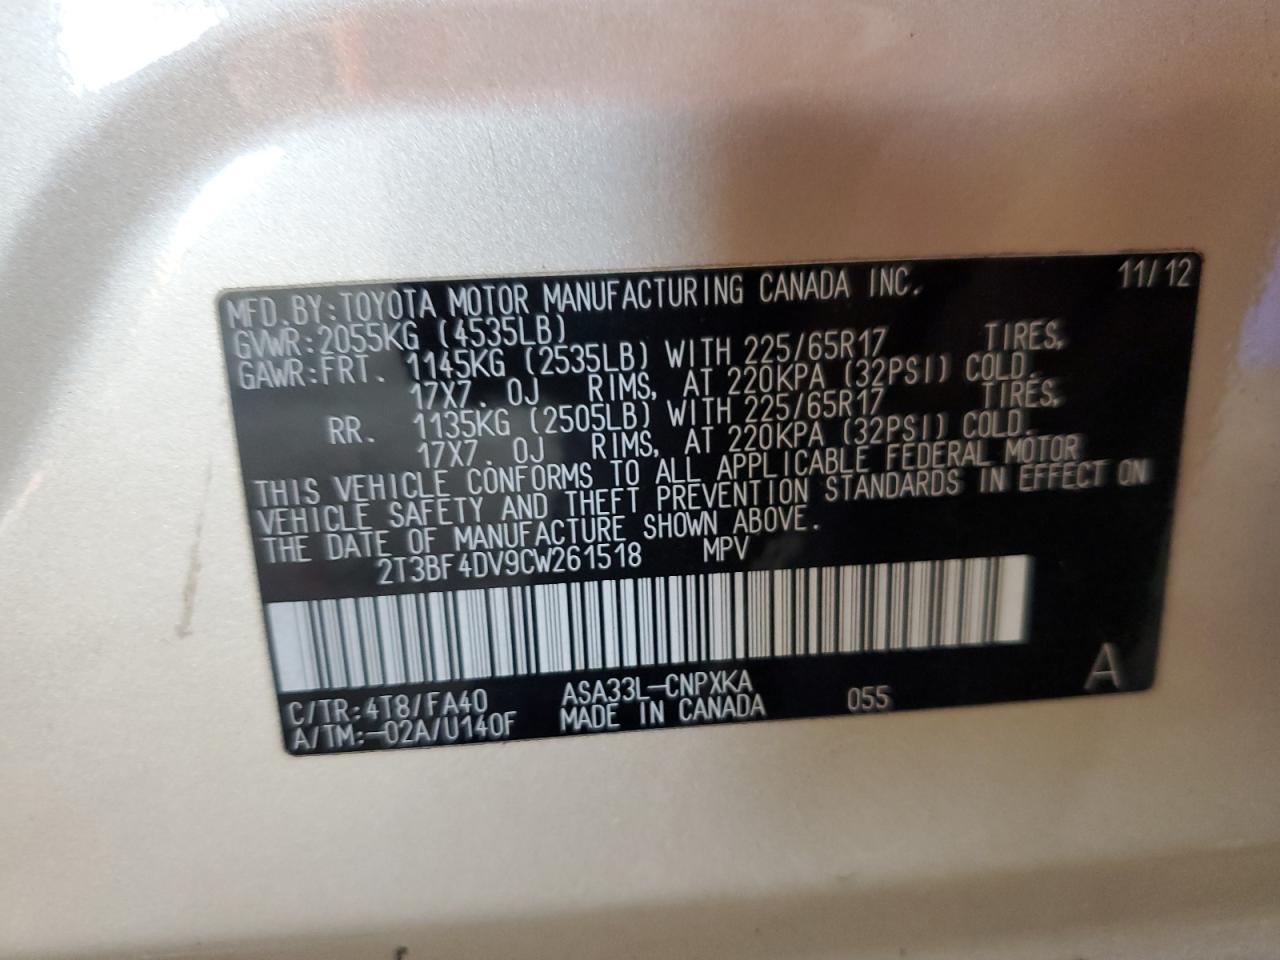 MFD. BY: TOYOTA MOTOR MANUFACTURING CANADA INC. 11/12
GVWR: 2055KG (4535LB)
GAWR: FRT. 1145KG (2535LB) WITH 225/65R17 TIRES,
17X7.0J RIMS, AT 220KPA (32PSI) COLD.
RR. 1135KG (2505LB) WITH 225/65R17 TIRES,
17X7.0J RIMS, AT 220KPA (32PSI) COLD.
THIS VEHICLE CONFORMS TO ALL APPLICABLE FEDERAL MOTOR
VEHICLE SAFETY AND THEFT PREVENTION STANDARDS IN EFFECT ON
THE DATE OF MANUFACTURE SHOWN ABOVE.
2T3BF4DV9CW261518 MPV
C/TR: 4T8/FA40 ASA33L-CNPXKA A
A/TM:-02A/U140F MADE IN CANADA 055